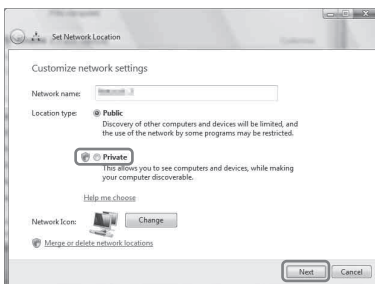 Set Network Location
Customize network settings
Network name:
Location type:
Public
Discovery of other computers and devices will be limited, and
the use of the network by some programs may be restricted.
Private
This allows you to see computers and devices, while making
your computer discoverable.
Help me choose
Network Icon:
Change
Merge or delete network locations
Next
Cancel